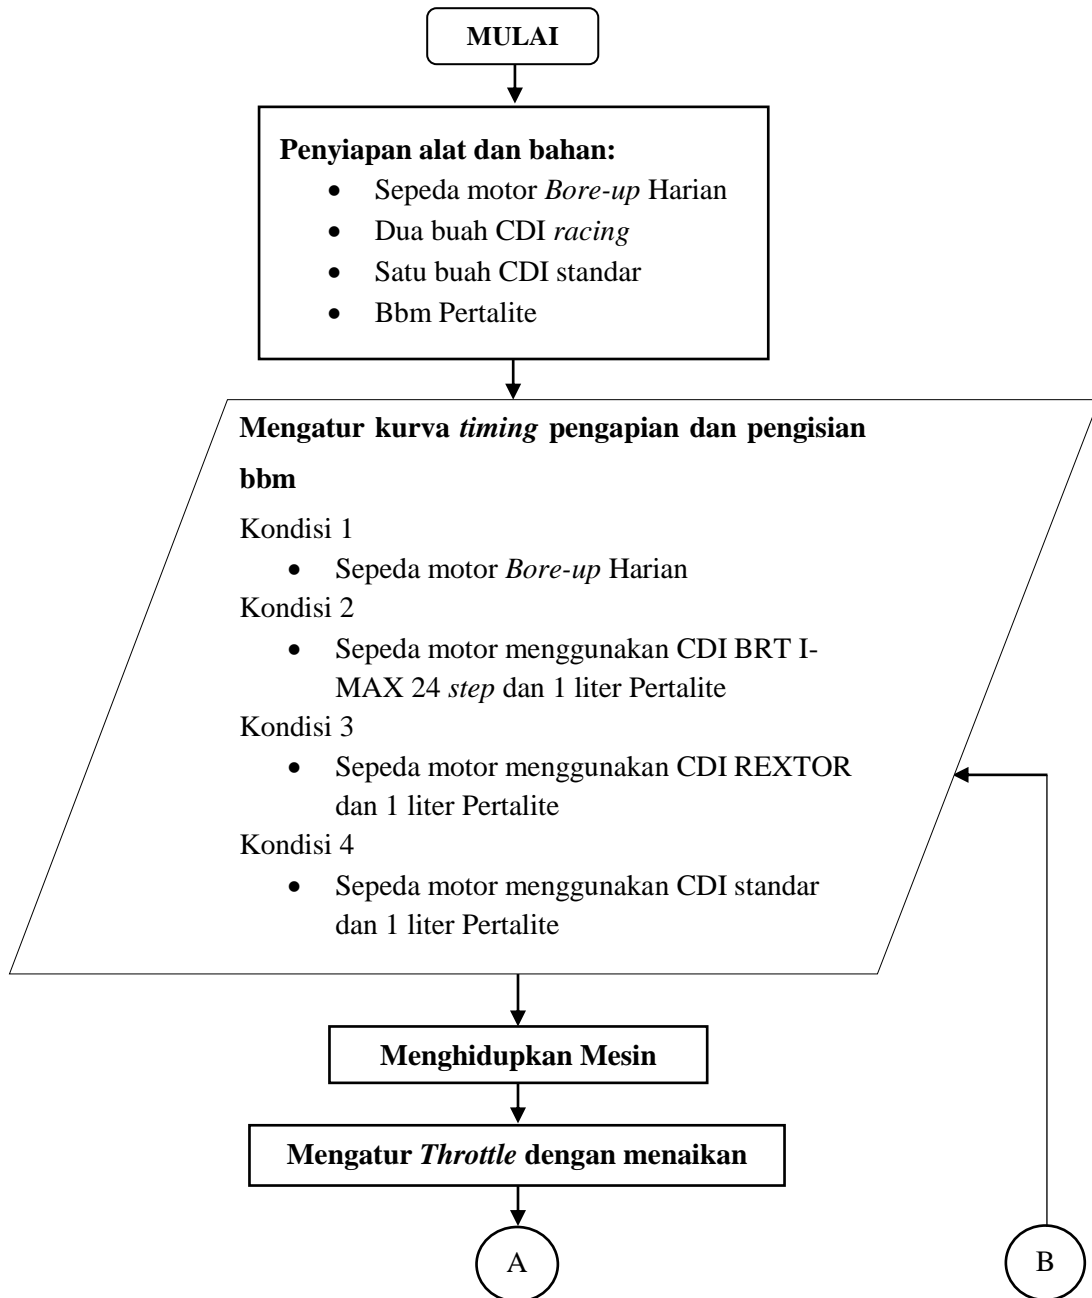 MULAI
Penyiapan alat dan bahan:
• Sepeda motor Bore-up Harian
• Dua buah CDI racing
• Satu buah CDI standar
• Bbm Pertalite
Mengatur kurva timing pengapian dan pengisian
bbm
Kondisi 1
• Sepeda motor Bore-up Harian
Kondisi 2
• Sepeda motor menggunakan CDI BRT I-
MAX 24 step dan 1 liter Pertalite
Kondisi 3
• Sepeda motor menggunakan CDI REXTOR
dan 1 liter Pertalite
Kondisi 4
• Sepeda motor menggunakan CDI standar
dan 1 liter Pertalite
Menghidupkan Mesin
Mengatur Throttle dengan menaikan
A
B